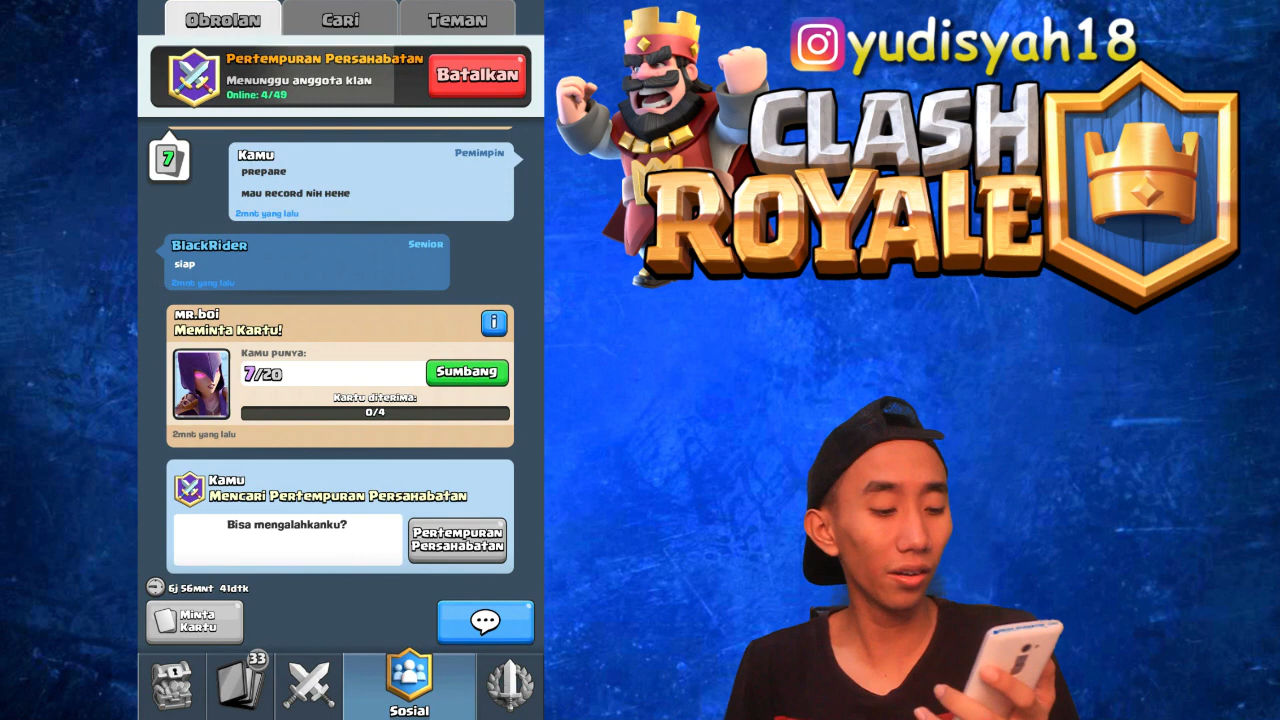 Obrolan
Cari
Teman
Pertempuran Persahabatan
Menunggu anggota klan
Online: 4/49
Batalkan
7
Kamu
Pemimpin
prepare
mau record nih hehe
2mnt yang lalu
BlackRider
Senior
siap
2mnt yang lalu
mr.boi
Meminta Kartu!
i
Kamu punya:
7/20
Sumbang
Kartu diterima:
0/4
2mnt yang lalu
Kamu
Mencari Pertempuran Persahabatan
Bisa mengalahkanku?
Pertempuran
Persahabatan
6j 56mnt 41dtk
Minta
Kartu
33
Sosial
yudisyah18
CLASH
ROYALE